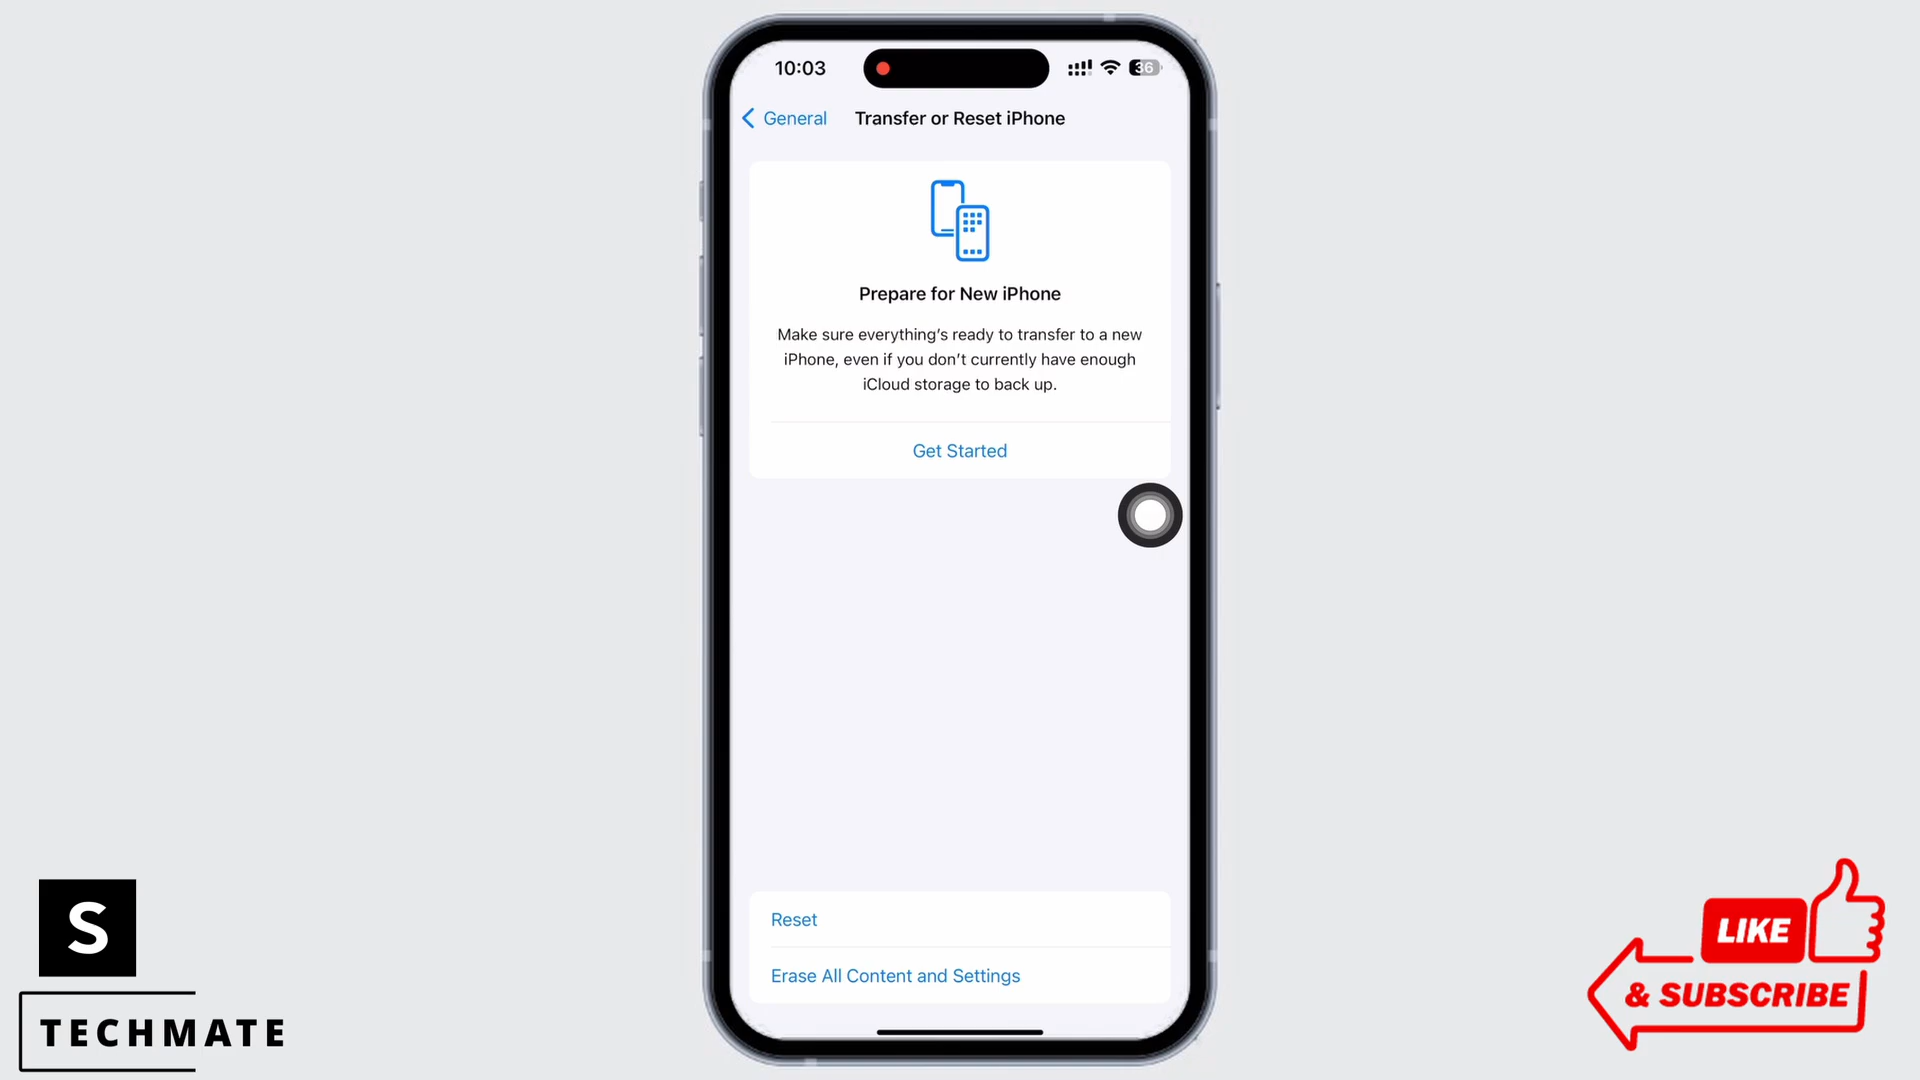 10:03
36
General
Transfer or Reset iPhone
Prepare for New iPhone
Make sure everything's ready to transfer to a new
iPhone, even if you don't currently have enough
iCloud storage to back up.
Get Started
Reset
Erase All Content and Settings
S
TECHMATE
LIKE
& SUBSCRIBE